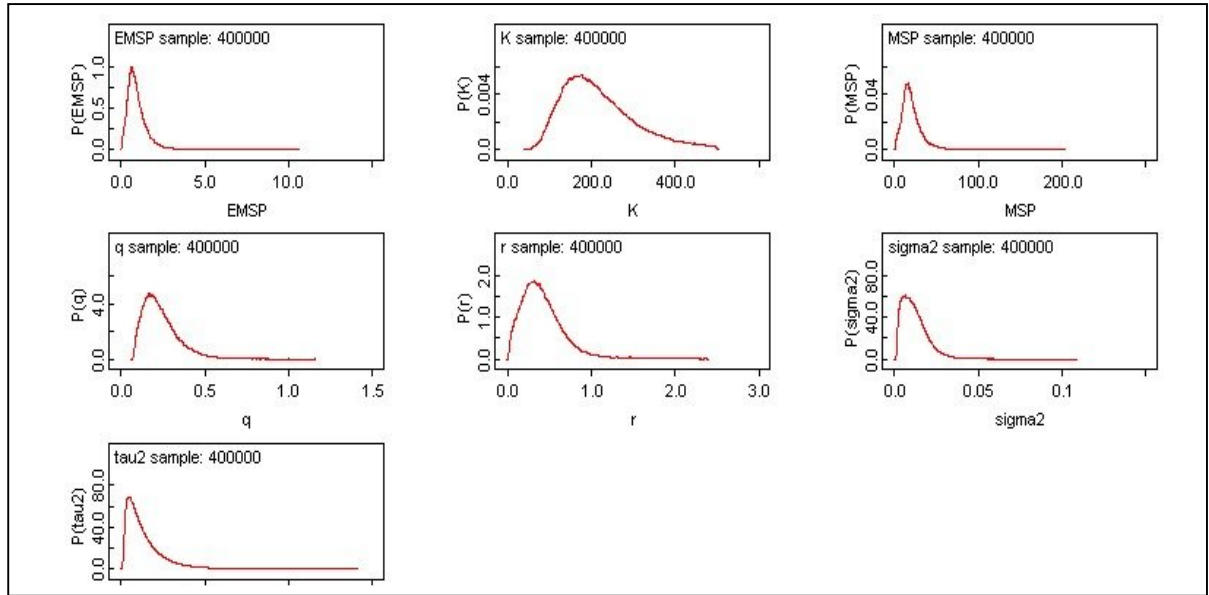 EMSP sample: 400000
P(EMSP)
0.0 0.5 1.0
0.0 5.0 10.0
EMSP
K sample: 400000
P(K)
0.0 0.004
0.0 200.0 400.0
K
MSP sample: 400000
P(MSP)
0.0 0.04
0.0 100.0 200.0
MSP
q sample: 400000
P(q)
0.0 4.0
0.0 0.5 1.0 1.5
q
r sample: 400000
P(r)
0.0 1.0 2.0
0.0 1.0 2.0 3.0
r
sigma2 sample: 400000
P(sigma2)
0.0 40.0 80.0
0.0 0.05 0.1
sigma2
tau2 sample: 400000
P(tau2)
0.0 40.0 80.0